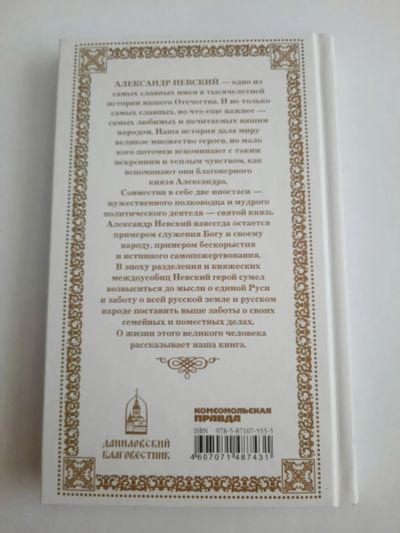 АЛЕКСАНДР НЕВСКИЙ — одно из
самых славных имен в тысячелетней
истории нашего Отечества. И не только
самых славных, но что еще важнее —
самых любимых и почитаемых нашим
народом. Наша история дала миру
великое множество героев, но мало
кого потомки вспоминают с таким
искренним и теплым чувством, как
вспоминают они благоверного
князя Александра.
Совместив в себе две ипостаси —
мужественного полководца и мудрого
политического деятеля — святой князь
Александр Невский навсегда остается
примером служения Богу и своему
народу, примером бескорыстия
и истинного самопожертвования.
В эпоху разделения и княжеских
междоусобиц Невский герой сумел
возвыситься до мысли о единой Руси
и заботу о всей русской земле и русском
народе поставить выше заботы о своих
семейных и поместных делах.
О жизни этого великого человека
рассказывает наша книга.
ДАНИЛОВСКИЙ
БЛАГОВЕСТНИК
КОМСОМОЛЬСКАЯ
ПРАВДА
ISBN 978-5-87107-555-5
4607071487431